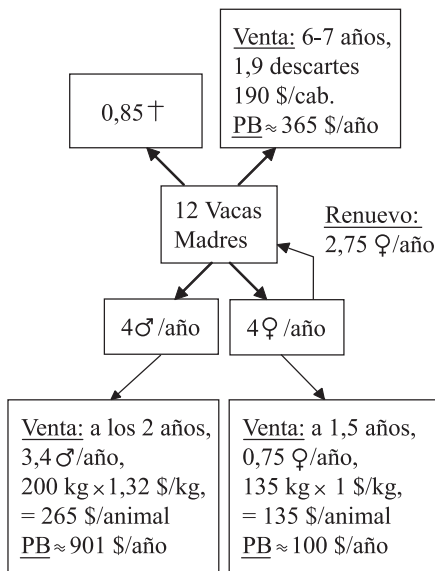 Venta: 6-7 años,
1,9 descartes
190 $/cab.
PB ≈ 365 $/año
0,85 †
12 Vacas
Madres
Renuevo:
2,75 ♀/año
4♂/año
4♀/año
Venta: a los 2 años,
3,4♂/año,
200 kg × 1,32 $/kg,
= 265 $/animal
PB ≈ 901 $/año
Venta: a 1,5 años,
0,75 ♀/año,
135 kg × 1 $/kg,
= 135 $/animal
PB ≈ 100 $/año